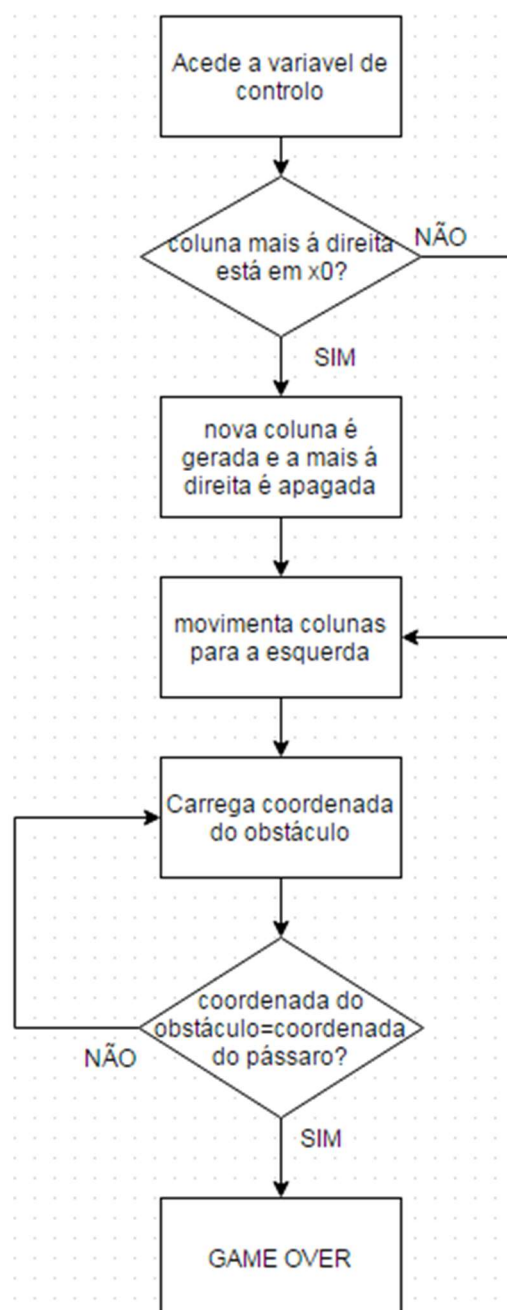 Acede a variavel de
controlo
coluna mais á direita
está em x0?
NÃO
SIM
nova coluna é
gerada e a mais á
direita é apagada
movimenta colunas
para a esquerda
Carrega coordenada
do obstáculo
coordenada do
obstáculo=coordenada
do pássaro?
NÃO
SIM
GAME OVER